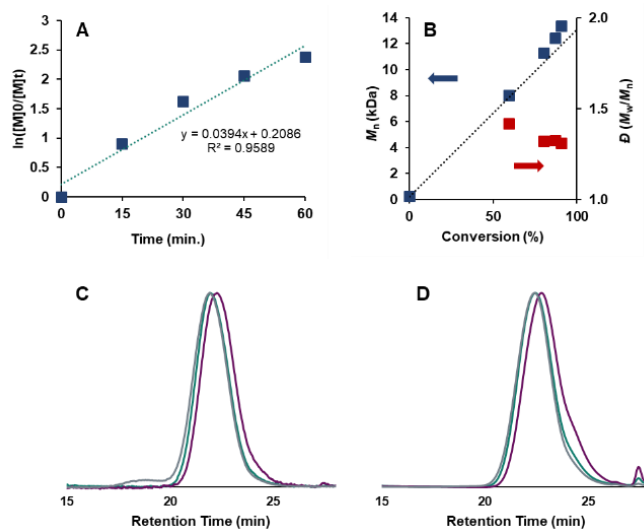 A
ln([M]0/[M]t)
3
2.5
2
1.5
1
0.5
0
y = 0.0394x + 0.2086
R² = 0.9589
0 15 30 45 60
Time (min.)
B
Mn (kDa)
14
12
10
8
6
4
2
0
2.0
1.5
1.0
Đ (Mw/Mn)
0 50 100
Conversion (%)
C
15 20 25
Retention Time (min)
D
15 20 25
Retention Time (min)